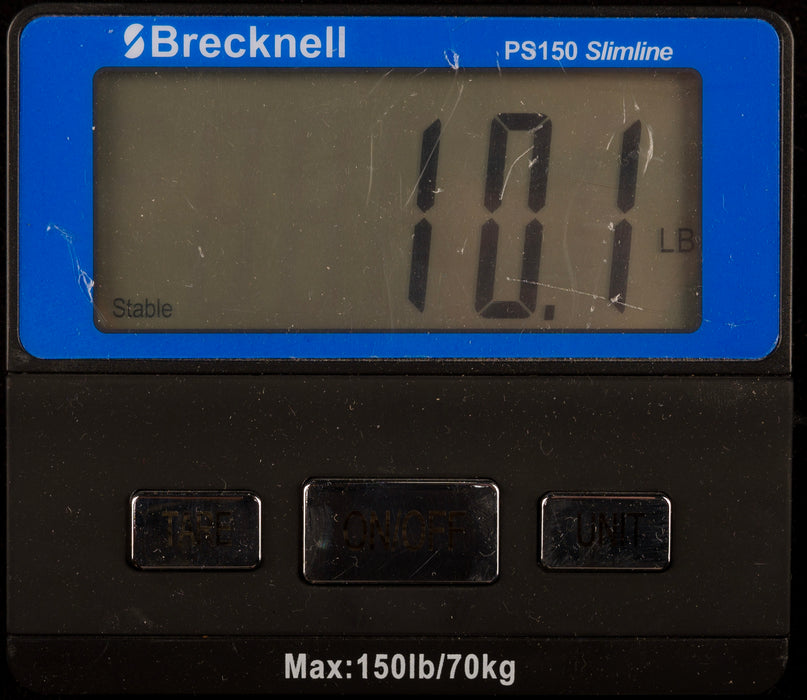 Brecknell
PS150 Slimline
10.1
LB
Stable
TARE
ON/OFF
UNIT
Max:150lb/70kg